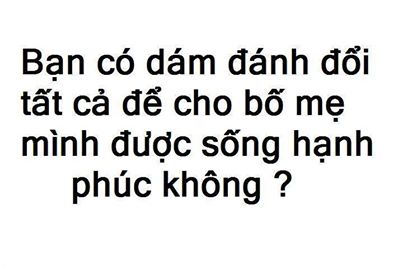 Bạn có dám đánh đổi
tất cả để cho bố mẹ
mình được sống hạnh
phúc không ?